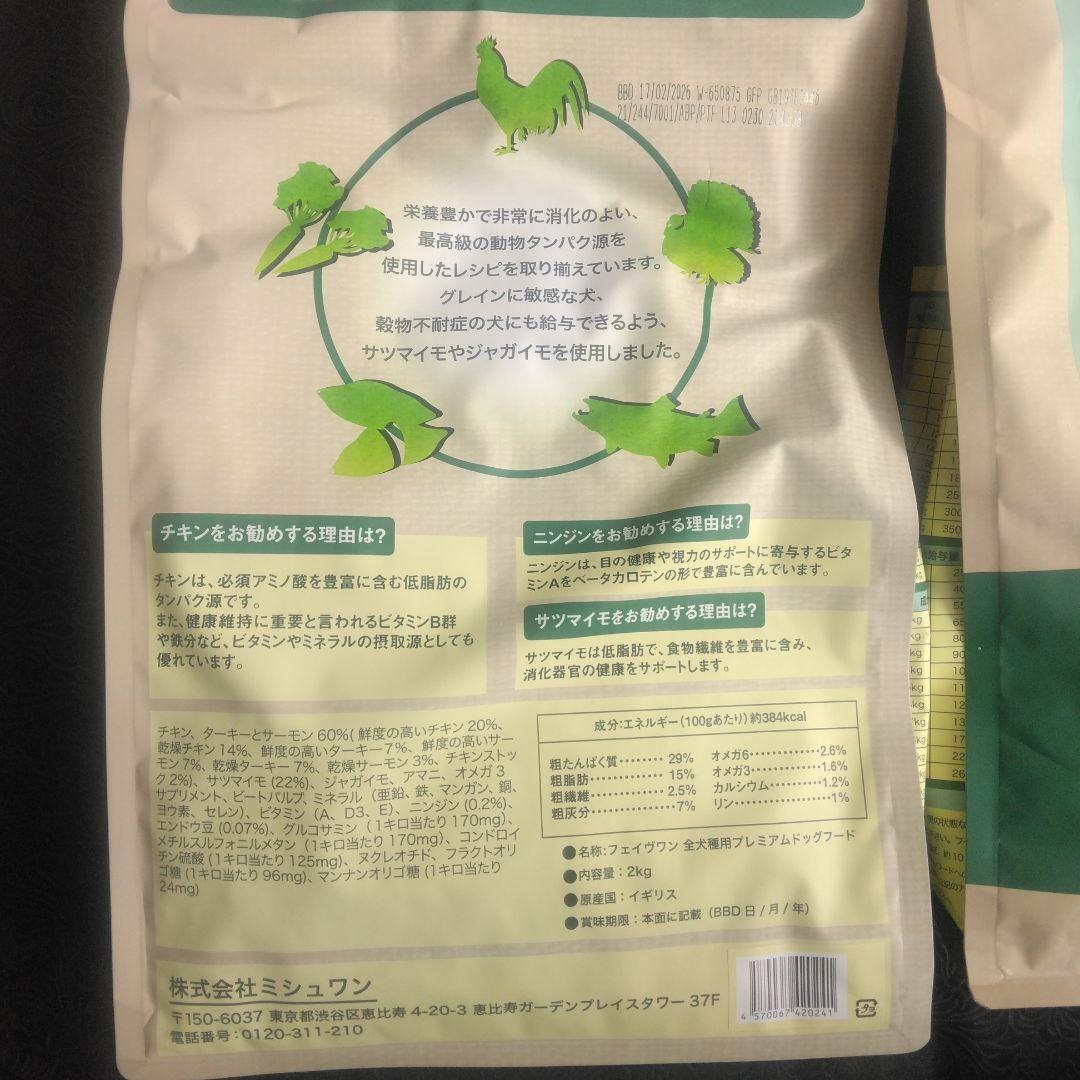 BBD 17/02/2026 W-650875 GFP
21/244/7001/ABP/PTF L13 0230
栄養豊かで非常に消化のよい、
最高級の動物タンパク源を
使用したレシピを取り揃えています。
グレインに敏感な犬、
穀物不耐症の犬にも給与できるよう、
サツマイモやジャガイモを使用しました。
チキンをお勧めする理由は?
チキンは、必須アミノ酸を豊富に含む低脂肪の
タンパク源です。
また、健康維持に重要と言われるビタミンB群
や鉄分など、ビタミンやミネラルの摂取源としても
優れています。
ニンジンをお勧めする理由は?
ニンジンは、目の健康や視力のサポートに寄与するビタ
ミンAをベータカロテンの形で豊富に含んでいます。
サツマイモをお勧めする理由は?
サツマイモは低脂肪で、食物繊維を豊富に含み、
消化器官の健康をサポートします。
チキン、ターキーとサーモン 60%( 鮮度の高いチキン 20%、
乾燥チキン 14%、鮮度の高いターキー 7%、鮮度の高いサー
モン 7%、乾燥ターキー 7%、乾燥サーモン 3%、チキンストッ
ク 2%)、サツマイモ (22%)、ジャガイモ、アマニ、オメガ 3
サプリメント、ビートパルプ、ミネラル（亜鉛、鉄、マンガン、銅、
ヨウ素、セレン)、ビタミン（A、D3、E)、ニンジン (0.2%)、
エンドウ豆 (0.07%)、グルコサミン（1キロ当たり 170mg)、
メチルスルフォニルメタン（1キロ当たり 170mg)、コンドロイ
チン硫酸 (1キロ当たり 125mg)、ヌクレオチド、フラクトオリ
ゴ糖 (1キロ当たり 96mg)、マンナンオリゴ糖 (1キロ当たり
24mg)
成分:エネルギー（100gあたり）約384kcal
粗たんぱく質········· 29%
粗脂肪·············· 15%
粗繊維·············· 2.5%
粗灰分·············· 7%
オメガ6·············2.6%
オメガ3·············1.6%
カルシウム···········1.2%
リン················1%
●名称:フェイヴワン 全犬種用プレミアムドッグフード
●内容量：2kg
●原産国：イギリス
●賞味期限：本面に記載（BBD 日 / 月 / 年）
株式会社ミシュワン
〒150-6037 東京都渋谷区恵比寿 4-20-3 恵比寿ガーデンプレイスタワー 37F
電話番号：0120-311-210
4 570067 420241
プラ